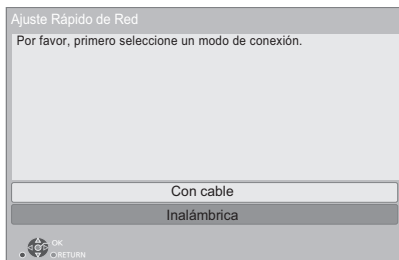 Ajuste Rápido de Red
Por favor, primero seleccione un modo de conexión.
Con cable
Inalámbrica
OK
RETURN